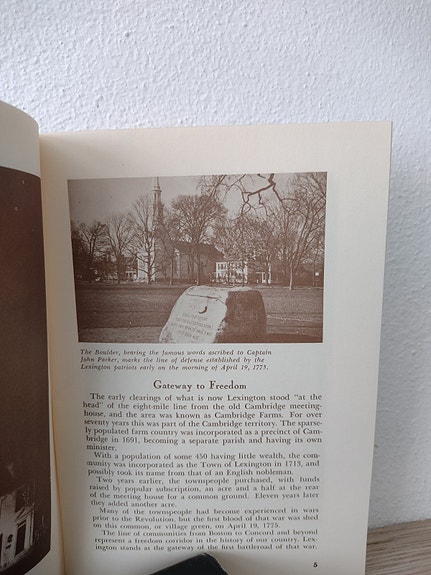 The Boulder, bearing the famous words ascribed to Captain
John Parker, marks the line of defense established by the
Lexington patriots early on the morning of April 19, 1775.
Gateway to Freedom
The early clearings of what is now Lexington stood "at the
head" of the eight-mile line from the old Cambridge meeting-
house, and the area was known as Cambridge Farms. For
over seventy years this was part of the Cambridge territory. The sparse-
ly populated farm country was incorporated as a precinct of Cam-
bridge in 1691, becoming a separate parish and having its own
minister.
With a population of some 450 having little wealth, the com-
munity was incorporated as the Town of Lexington in 1713, and
possibly took its name from that of an English nobleman.
Two years earlier, the townpeople purchased, with funds
raised by popular subscription, an acre and a half at the rear
of the meeting house for a common ground. Eleven years later
they added another acre.
Many of the townpeople had become experienced in wars
prior to the Revolution, but the first blood of that war was shed
on this common, or village green, on April 19, 1775.
The line of communities from Boston to Concord and beyond
represent a freedom corridor in the history of our country. Lex-
ington stands as the gateway of the first battleroad of that war.
5